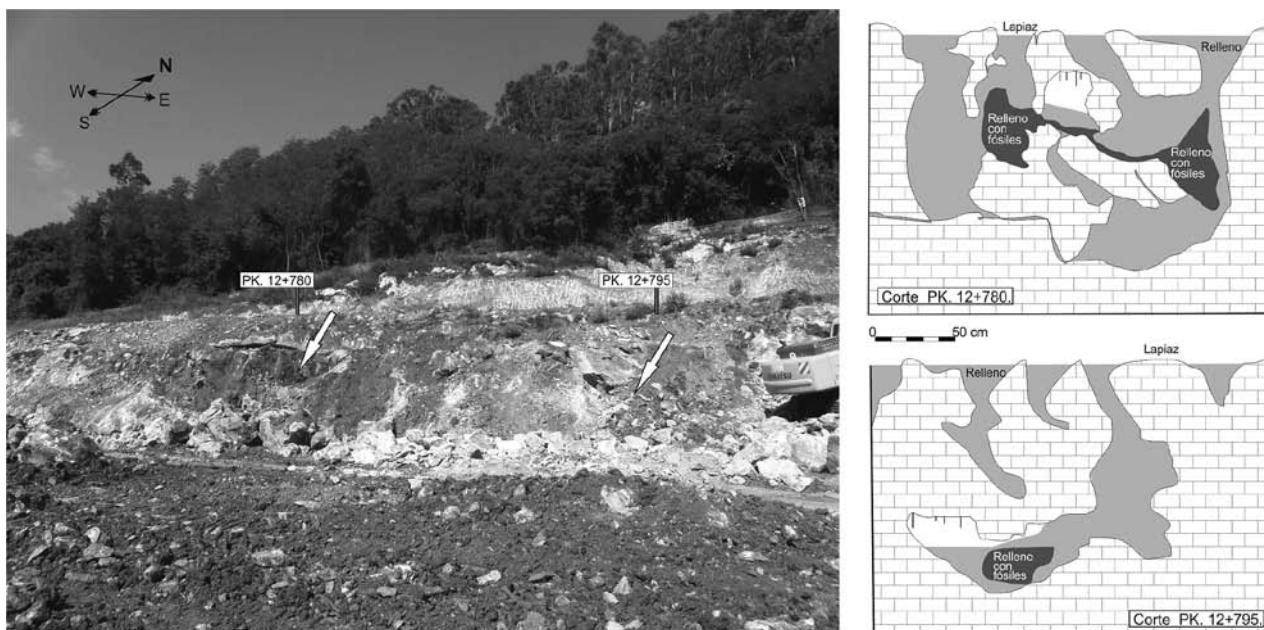 N
W
E
S
PK. 12+780
PK. 12+795
Lapiaz
Relleno
Relleno
con
fósiles
Relleno
con
fósiles
Corte PK. 12+780.
0 50 cm
Lapiaz
Relleno
Relleno
con
fósiles
Corte PK. 12+795.